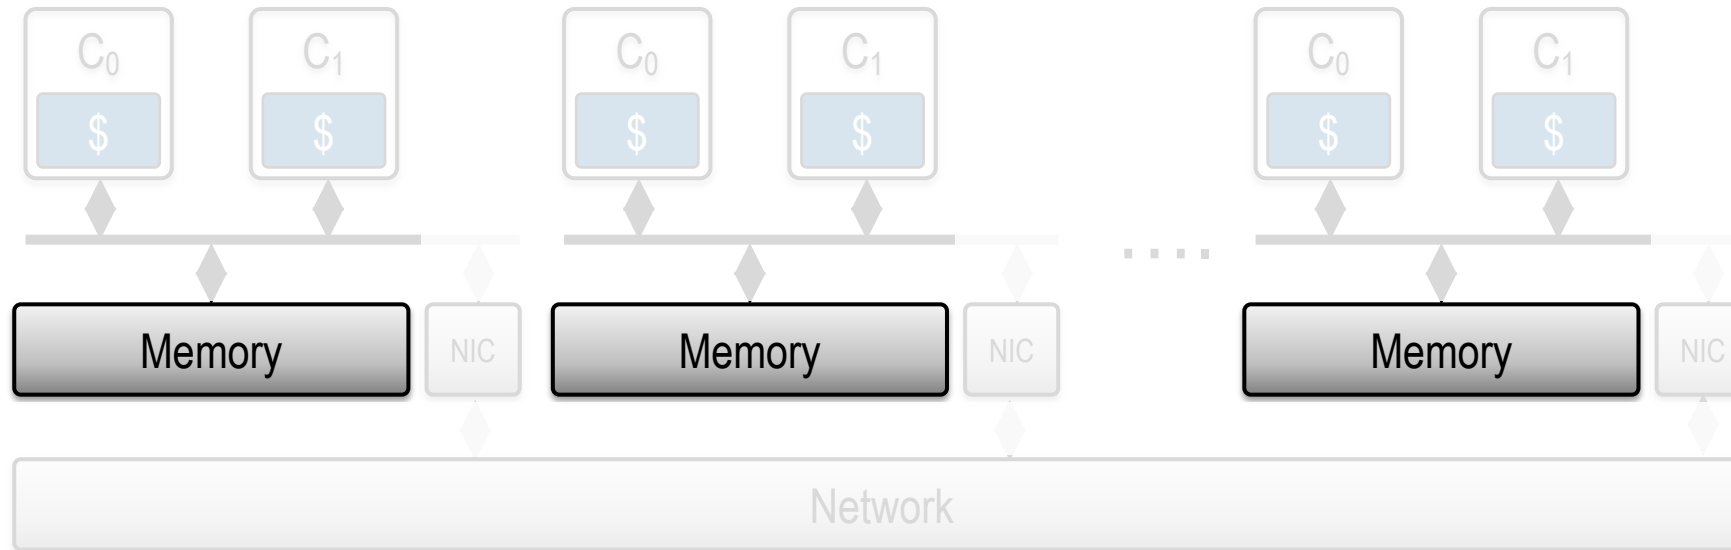 C₀ C₁ C₀ C₁ C₀ C₁
$ $ $ $ $ $
....
Memory NIC Memory NIC Memory NIC
Network